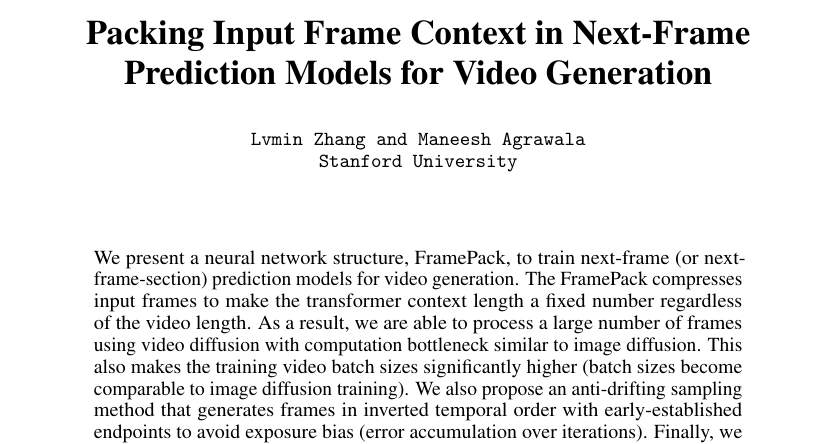 Packing Input Frame Context in Next-Frame
Prediction Models for Video Generation
Lvmin Zhang and Maneesh Agrawala
Stanford University
We present a neural network structure, FramePack, to train next-frame (or next-
frame-section) prediction models for video generation. The FramePack compresses
input frames to make the transformer context length a fixed number regardless
of the video length. As a result, we are able to process a large number of frames
using video diffusion with computation bottleneck similar to image diffusion. This
also makes the training video batch sizes significantly higher (batch sizes become
comparable to image diffusion training). We also propose an anti-drifting sampling
method that generates frames in inverted temporal order with early-established
endpoints to avoid exposure bias (error accumulation over iterations). Finally, we